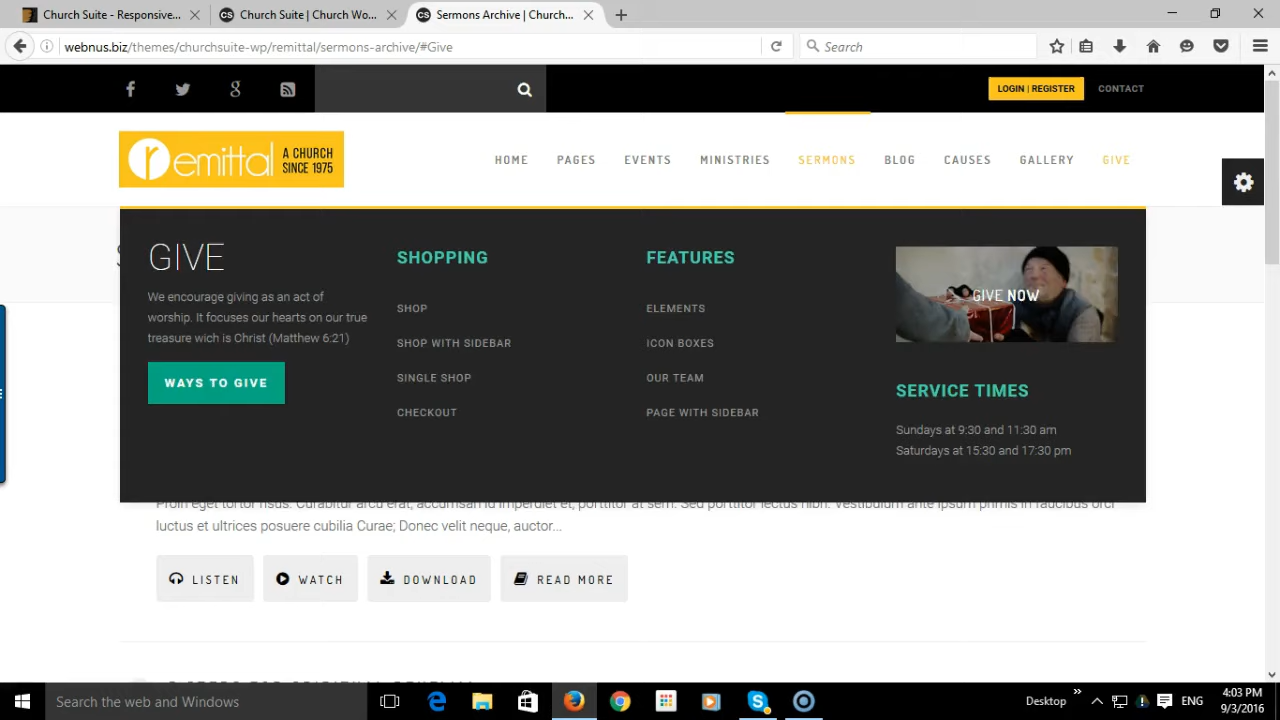 Church Suite - Responsive ...
Church Suite | Church Wo...
Sermons Archive | Church...
webnus.biz/themes/churchsuite-wp/remittal/sermons-archive/#Give
Search
LOGIN | REGISTER
CONTACT
remittal
A CHURCH
SINCE 1975
HOME
PAGES
EVENTS
MINISTRIES
SERMONS
BLOG
CAUSES
GALLERY
GIVE
GIVE
We encourage giving as an act of
worship. It focuses our hearts on our true
treasure wich is Christ (Matthew 6:21)
WAYS TO GIVE
SHOPPING
SHOP
SHOP WITH SIDEBAR
SINGLE SHOP
CHECKOUT
FEATURES
ELEMENTS
ICON BOXES
OUR TEAM
PAGE WITH SIDEBAR
GIVE NOW
SERVICE TIMES
Sundays at 9:30 and 11:30 am
Saturdays at 15:30 and 17:30 pm
Proin eget tortor risus. Curabitur arcu erat, accumsan id imperdiet et, porttitor at sem. Sed porttitor lectus nibh. Vestibulum ante ipsum primis in faucibus orci
luctus et ultrices posuere cubilia Curae; Donec velit neque, auctor...
LISTEN
WATCH
DOWNLOAD
READ MORE
Search the web and Windows
Desktop
ENG
4:03 PM
9/3/2016